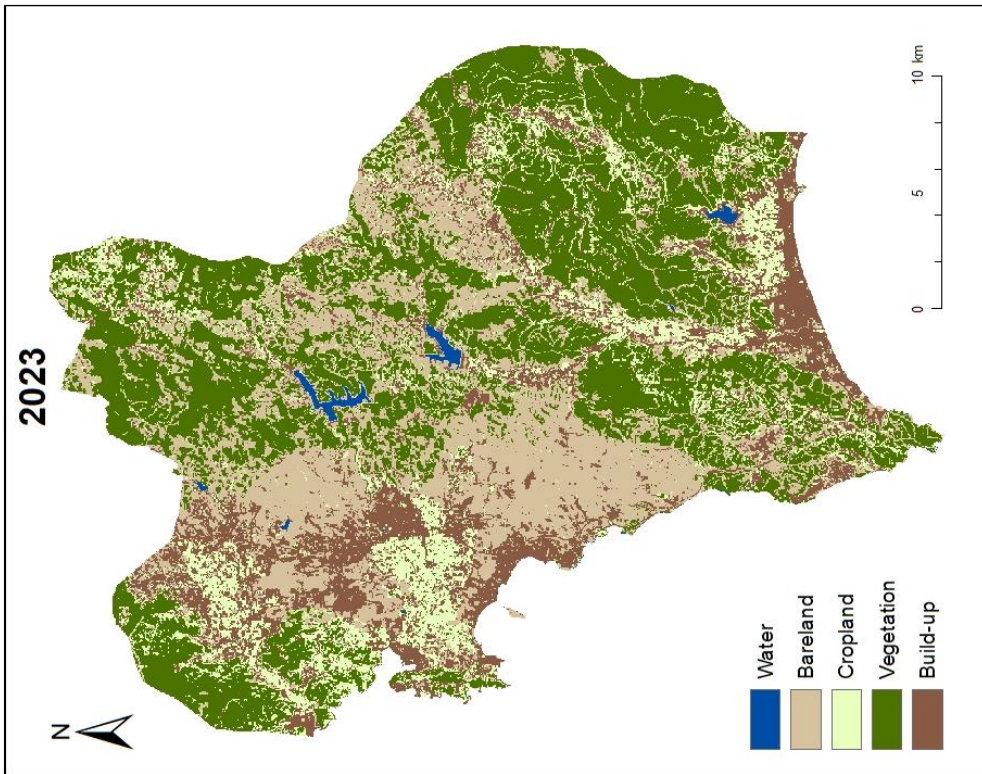 2023
N
Water
Bareland
Cropland
Vegetation
Build-up
0 5 10 km